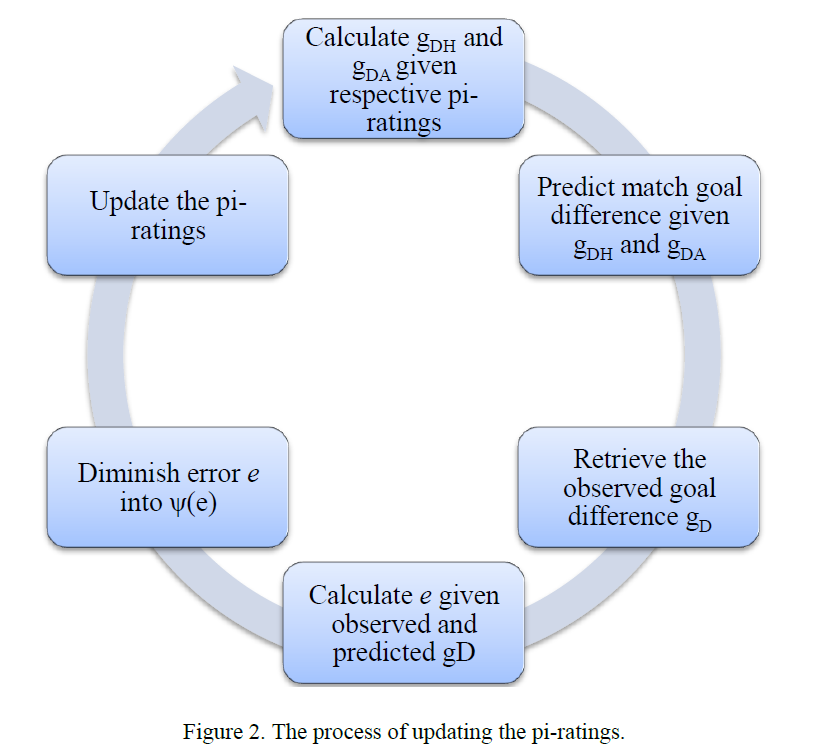 Calculate gDH and
gDA given
respective pi-
ratings
Predict match goal
difference given
gDH and gDA
Retrieve the
observed goal
difference gD
Calculate e given
observed and
predicted gD
Diminish error e
into ψ(e)
Update the pi-
ratings
Figure 2. The process of updating the pi-ratings.